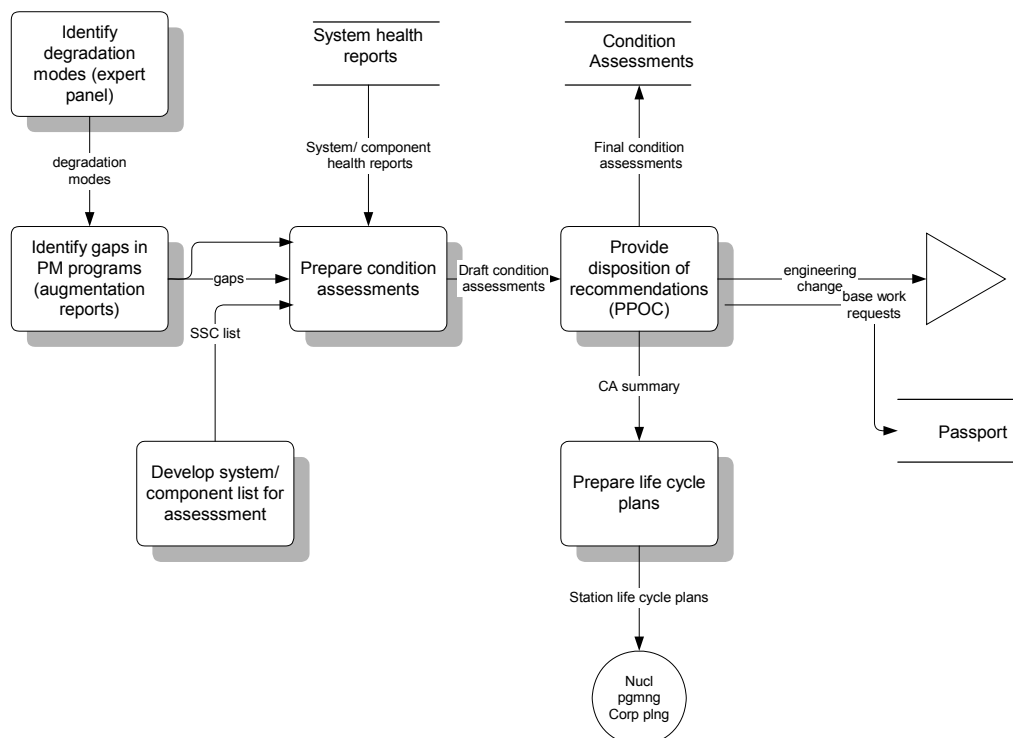 Identify
degradation
modes (expert
panel)
System health
reports
Condition
Assessments
degradation
modes
System/ component
health reports
Final condition
assessments
Identify gaps in
PM programs
(augmentation
reports)
gaps
SSC list
Prepare condition
assessments
Draft condition
assessments
Provide
disposition of
recommendations
(PPOC)
engineering
change
base work
requests
CA summary
Passport
Develop system/
component list for
assesssment
Prepare life cycle
plans
Station life cycle plans
Nucl
pgmng
Corp plng